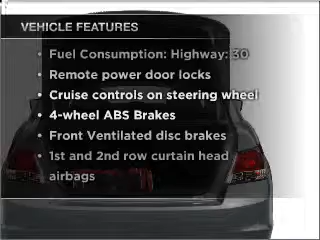 VEHICLE FEATURES
• Fuel Consumption: Highway: 30
• Remote power door locks
• Cruise controls on steering wheel
• 4-wheel ABS Brakes
• Front Ventilated disc brakes
• 1st and 2nd row curtain head
airbags